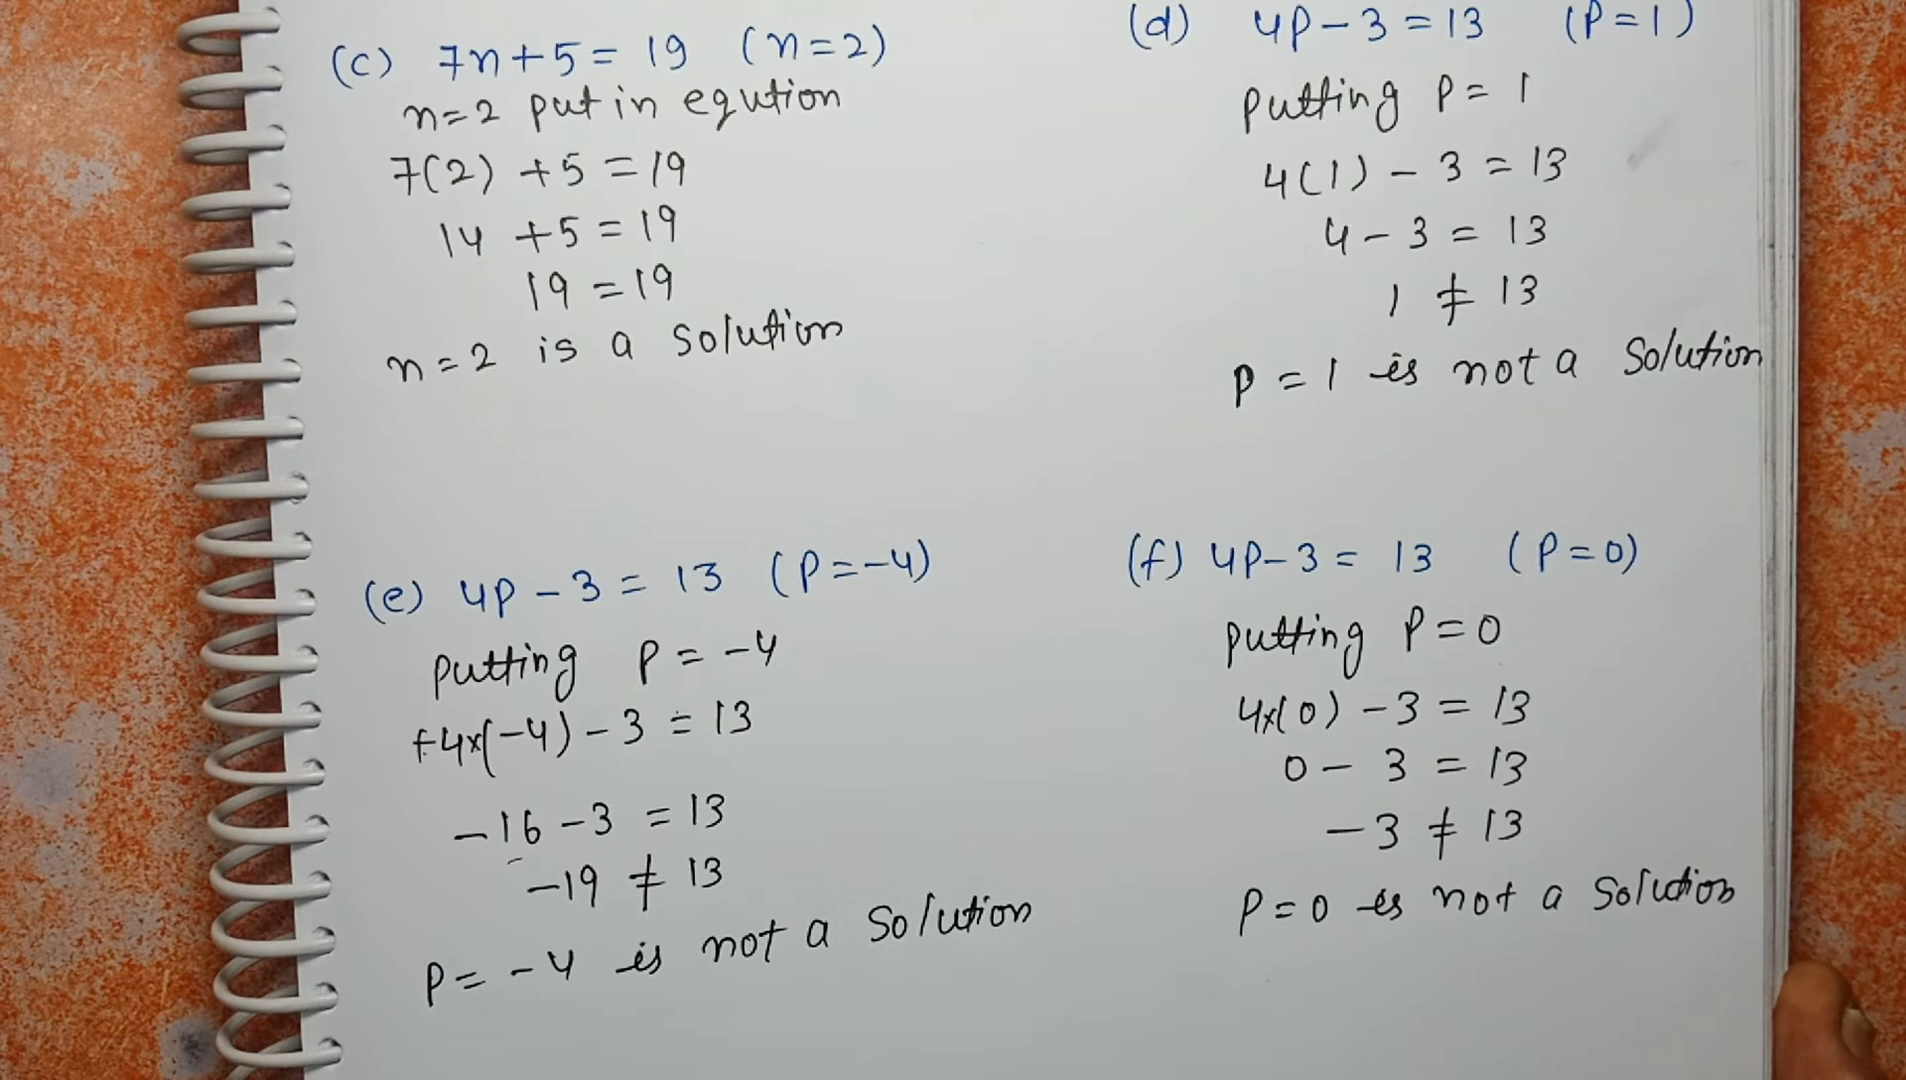 (c) 7n+5 = 19 (n=2)
n=2 put in eqution
7(2) +5 = 19
14 +5 = 19
19 = 19
n=2 is a solution
(d) 4p-3 = 13 (P=1)
Putting P=1
4(1) - 3 = 13
4-3 = 13
1 ≠ 13
P=1 is not a Solution
(e) 4p-3 = 13 (P=-4)
Putting P=-4
+4×(-4) - 3 = 13
-16-3 = 13
-19 ≠ 13
P=-4 is not a Solution
(f) 4P-3 = 13 (P=0)
Putting P=0
4×(0) -3 = 13
0-3 = 13
-3 ≠ 13
P=0 is not a Solution